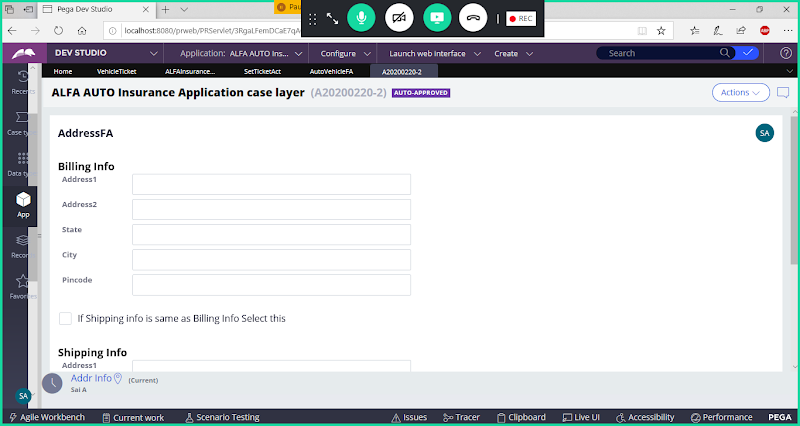 Pega Dev Studio
Pau
REC
localhost:8080/prweb/PRServlet/3RgaLFemDCaE7qA
DEV STUDIO
Application: ALFA AUTO Ins...
Configure
Launch web interface
Create
Search
Home
VehicleTicket
ALFAInsurance...
SetTicketAct
AutoVehicleFA
A20200220-2
Recent
ALFA AUTO Insurance Application case layer (A20200220-2) AUTO-APPROVED
Actions
Case ty
Data ty
App
Recor
Favorite
AddressFA
SA
Billing Info
Address1
Address2
State
City
Pincode
If Shipping info is same as Billing Info Select this
Shipping Info
Address1
Addr Info (Current)
Sai A
SA
Agile Workbench
Current work
Scenario Testing
Issues
Tracer
Clipboard
Live UI
Accessibility
Performance
PEGA